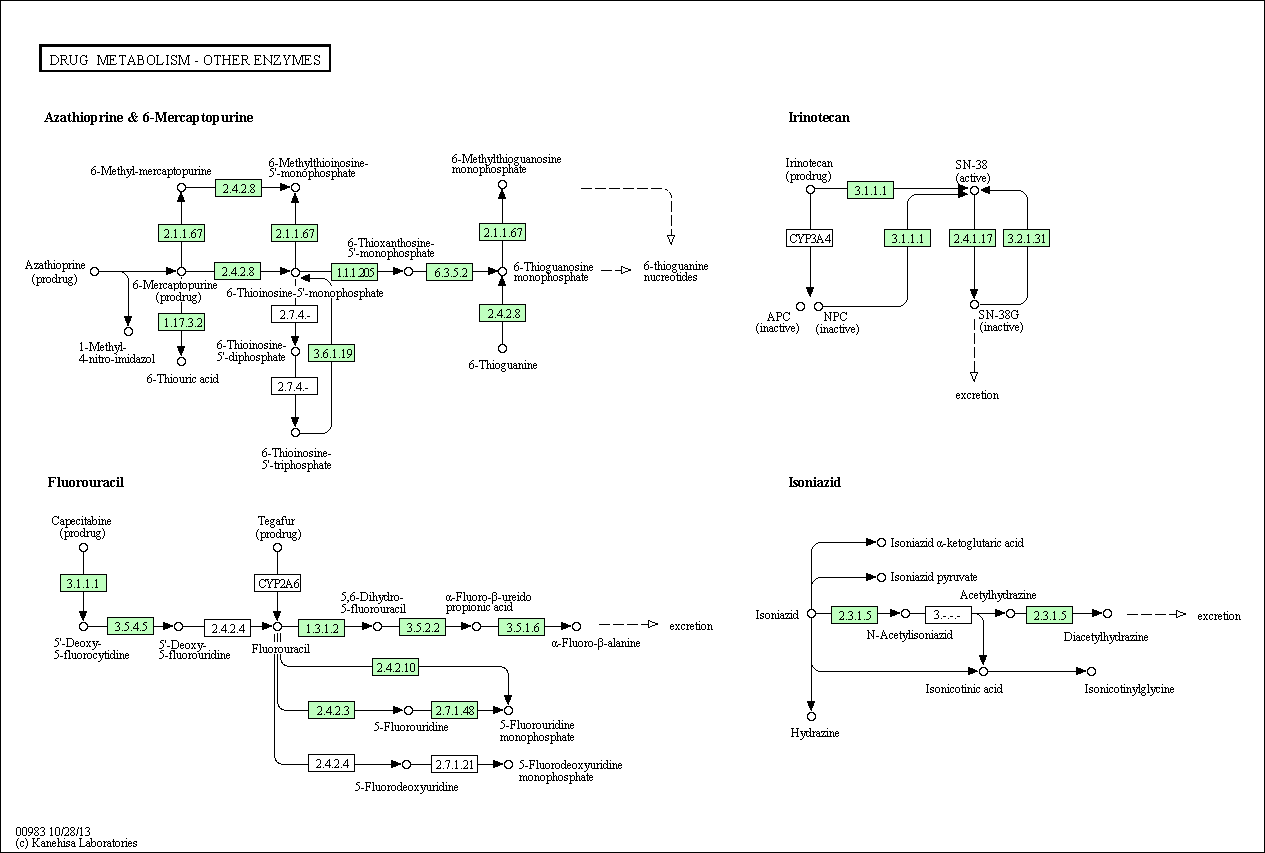 DRUG METABOLISM - OTHER ENZYMES
Azathioprine & 6-Mercaptopurine
6-Methyl-mercaptopurine
6-Methylthioinosine-
5'-monophosphate
6-Methylthioguanosine
monophosphate
2.4.2.8
2.1.1.67
2.1.1.67
2.1.1.67
6-Thioxanthosine-
5'-monophosphate
Azathioprine
(prodrug)
2.4.2.8
1.1.1.205
6.3.5.2
6-Thioguanosine
monophosphate
6-thioguanine
nucreotides
6-Mercaptopurine
(prodrug)
6-Thioinosine-5'-monophosphate
1.17.3.2
2.7.4.-
2.4.2.8
1-Methyl-
4-nitro-imidazol
6-Thioinosine-
5'-diphosphate
3.6.1.19
6-Thioguanine
6-Thiouric acid
2.7.4.-
6-Thioinosine-
5'-triphosphate
Irinotecan
Irinotecan
(prodrug)
SN-38
(active)
3.1.1.1
CYP3A4
3.1.1.1
2.4.1.17
3.2.1.31
APC
(inactive)
NPC
(inactive)
SN-38G
(inactive)
excretion
Fluorouracil
Capecitabine
(prodrug)
Tegafur
(prodrug)
3.1.1.1
CYP2A6
5,6-Dihydro-
5-fluorouracil
α-Fluoro-β-ureido
propionic acid
3.5.4.5
2.4.2.4
1.3.1.2
3.5.2.2
3.5.1.6
excretion
5'-Deoxy-
5-fluorocytidine
5'-Deoxy-
5-fluorouridine
Fluorouracil
α-Fluoro-β-alanine
2.4.2.10
2.4.2.3
2.7.1.48
5-Fluorouridine
5-Fluorouridine
monophosphate
2.4.2.4
2.7.1.21
5-Fluorodeoxyuridine
5-Fluorodeoxyuridine
monophosphate
Isoniazid
Isoniazid α-ketoglutaric acid
Isoniazid pyruvate
Acetylhydrazine
Isoniazid
2.3.1.5
3.-.-.-
2.3.1.5
excretion
N-Acetylisoniazid
Diacetylhydrazine
Isonicotinic acid
Isonicotinylglycine
Hydrazine
00983 10/28/13
(c) Kanehisa Laboratories